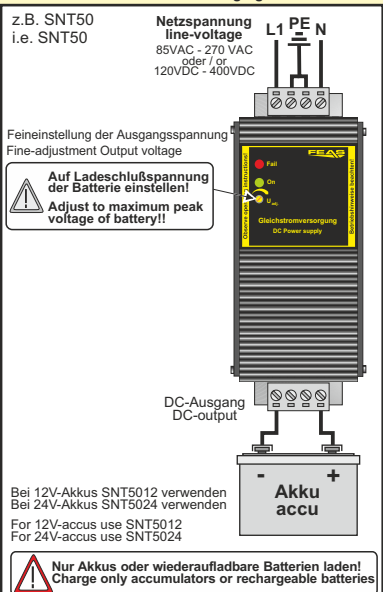 z.B. SNT50
i.e. SNT50
Netzspannung
line-voltage
85VAC - 270 VAC
oder / or
120VDC - 400VDC
L1 PE N
Feineinstellung der Ausgangsspannung
Fine-adjustment Output voltage
Auf Ladeschlußspannung
der Batterie einstellen!
Adjust to maximum peak
voltage of battery!!
FEAS
Fail
On
U adj.
Gleichstromversorgung
DC Power supply
instructions!
Betriebshinweise beachten!
DC-Ausgang
DC-output
- +
Akku
accu
Bei 12V-Akkus SNT5012 verwenden
Bei 24V-Akkus SNT5024 verwenden
For 12V-accus use SNT5012
For 24V-accus use SNT5024
Nur Akkus oder wiederaufladbare Batterien laden!
Charge only accumulators or rechargeable batteries